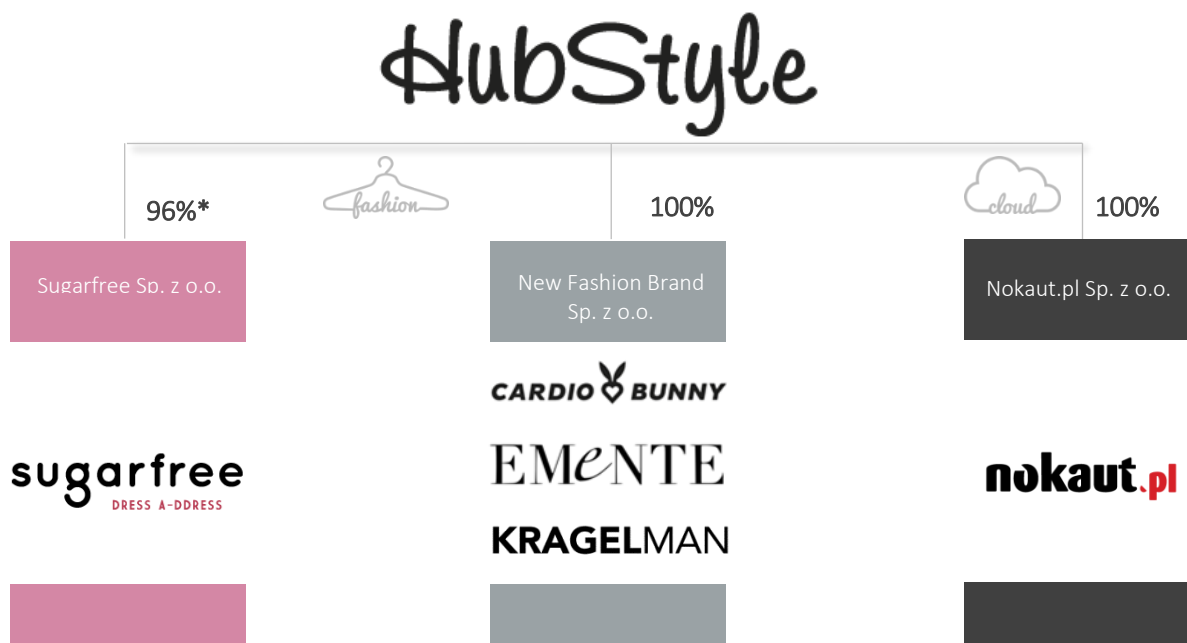 HubStyle
96%*
fashion
100%
cloud
100%
Sugarfree Sp. z o.o.
New Fashion Brand
Sp. z o.o.
Nokaut.pl Sp. z o.o.
CARDIO BUNNY
EMeNTE
KRAGELMAN
sugarfree
DRESS A-DDRESS
nokaut.pl